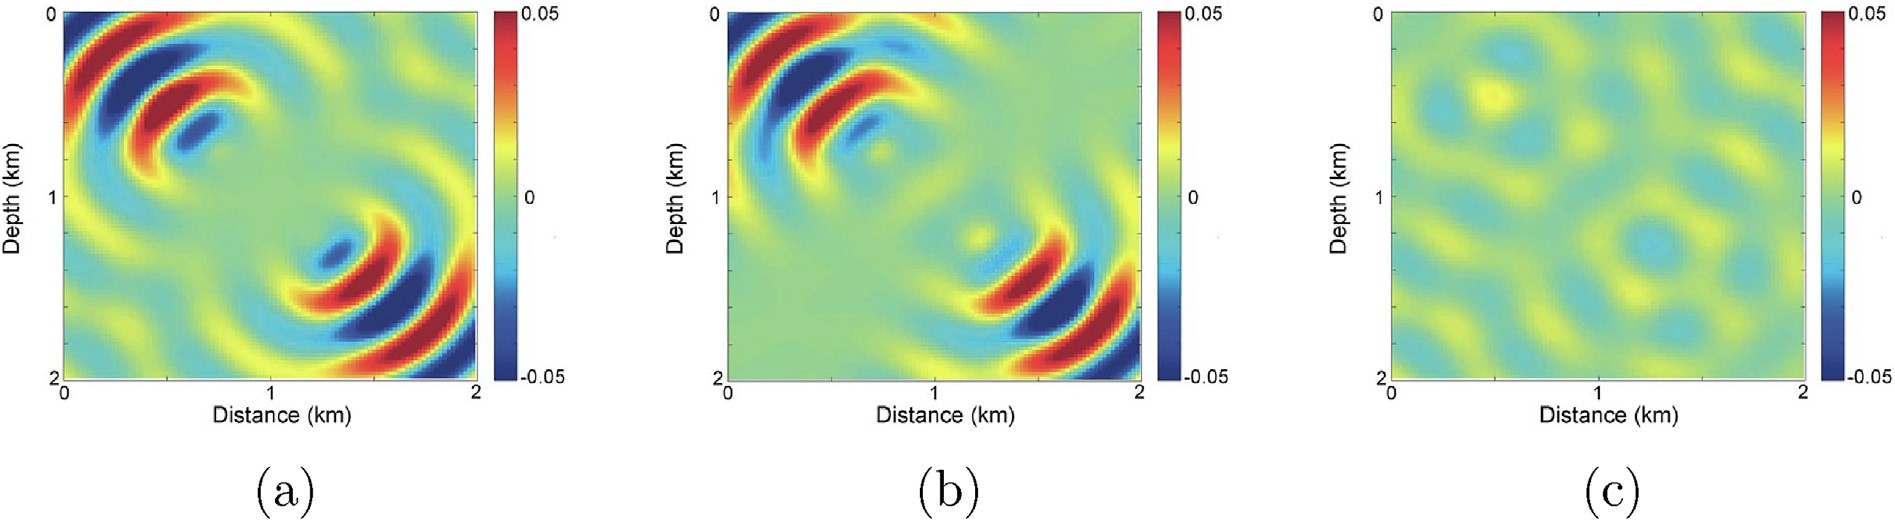 0 0.05 0 0.05 0 0.05
Depth (km) 1 0 Depth (km) 1 0 Depth (km) 1 0
2 -0.05 2 -0.05 2 -0.05
0 1 2 0 1 2 0 1 2
Distance (km) Distance (km) Distance (km)
(a) (b) (c)